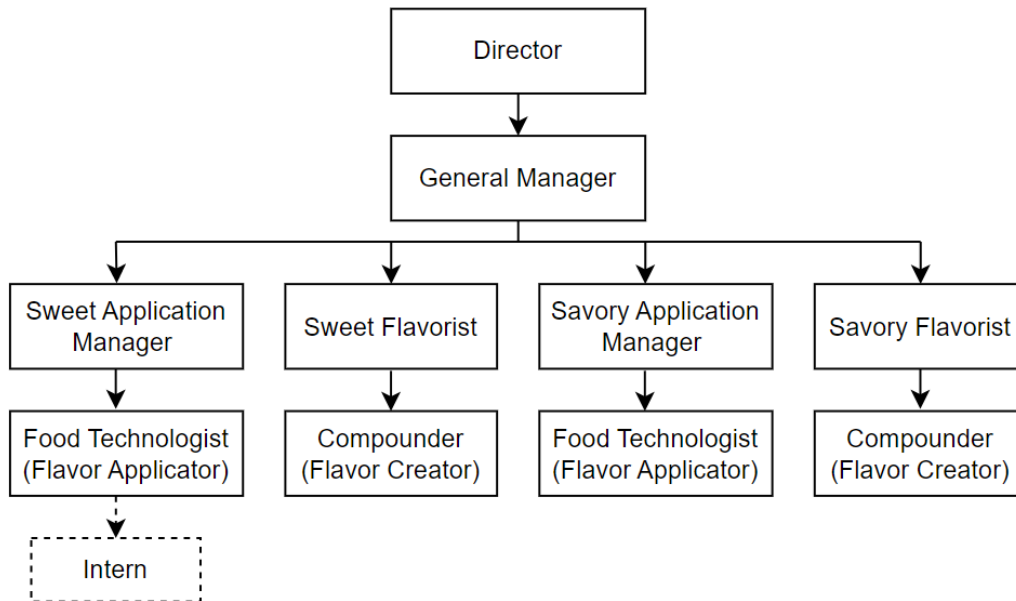 Director
General Manager
Sweet Application
Manager
Sweet Flavorist
Savory Application
Manager
Savory Flavorist
Food Technologist
(Flavor Applicator)
Compounder
(Flavor Creator)
Food Technologist
(Flavor Applicator)
Compounder
(Flavor Creator)
Intern